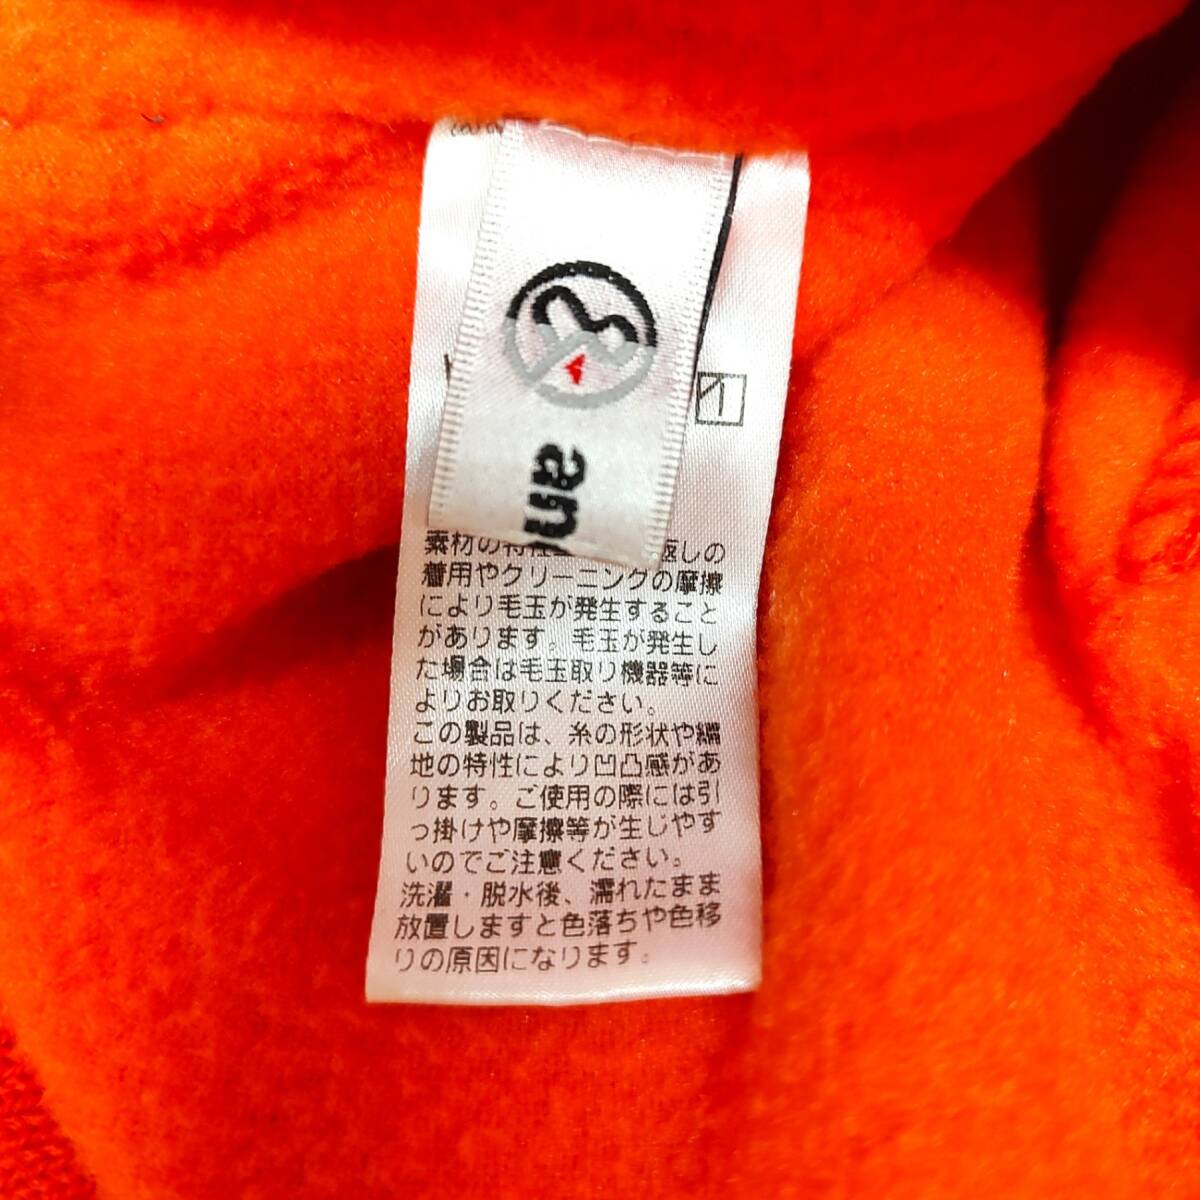 an
素材の特性
返しの
着用やクリーニングの摩擦
により毛玉が発生すること
があります。毛玉が発生し
た場合は毛玉取り機器等に
よりお取りください。
この製品は、糸の形状や編
地の特性により凹凸感があ
ります。ご使用の際には引
っ掛けや摩擦等が生じやす
いのでご注意ください。
洗濯・脱水後、濡れたまま
放置しますと色落ちや色移
りの原因になります。